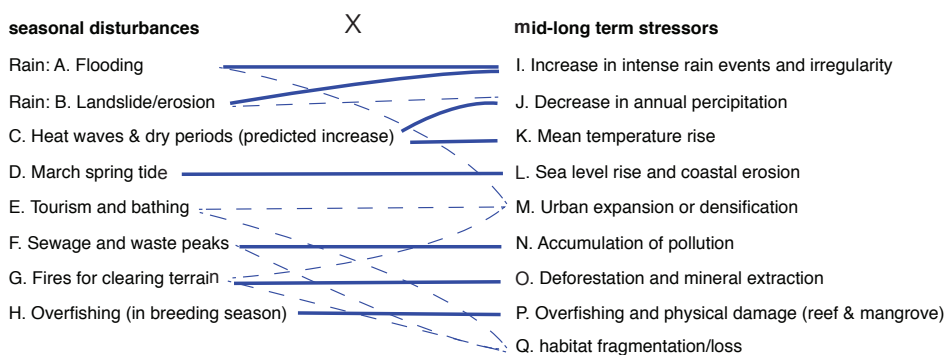 seasonal disturbances X mid-long term stressors
Rain: A. Flooding I. Increase in intense rain events and irregularity
Rain: B. Landslide/erosion J. Decrease in annual percipitation
C. Heat waves & dry periods (predicted increase) K. Mean temperature rise
D. March spring tide L. Sea level rise and coastal erosion
E. Tourism and bathing M. Urban expansion or densification
F. Sewage and waste peaks N. Accumulation of pollution
G. Fires for clearing terrain O. Deforestation and mineral extraction
H. Overfishing (in breeding season) P. Overfishing and physical damage (reef & mangrove)
Q. habitat fragmentation/loss